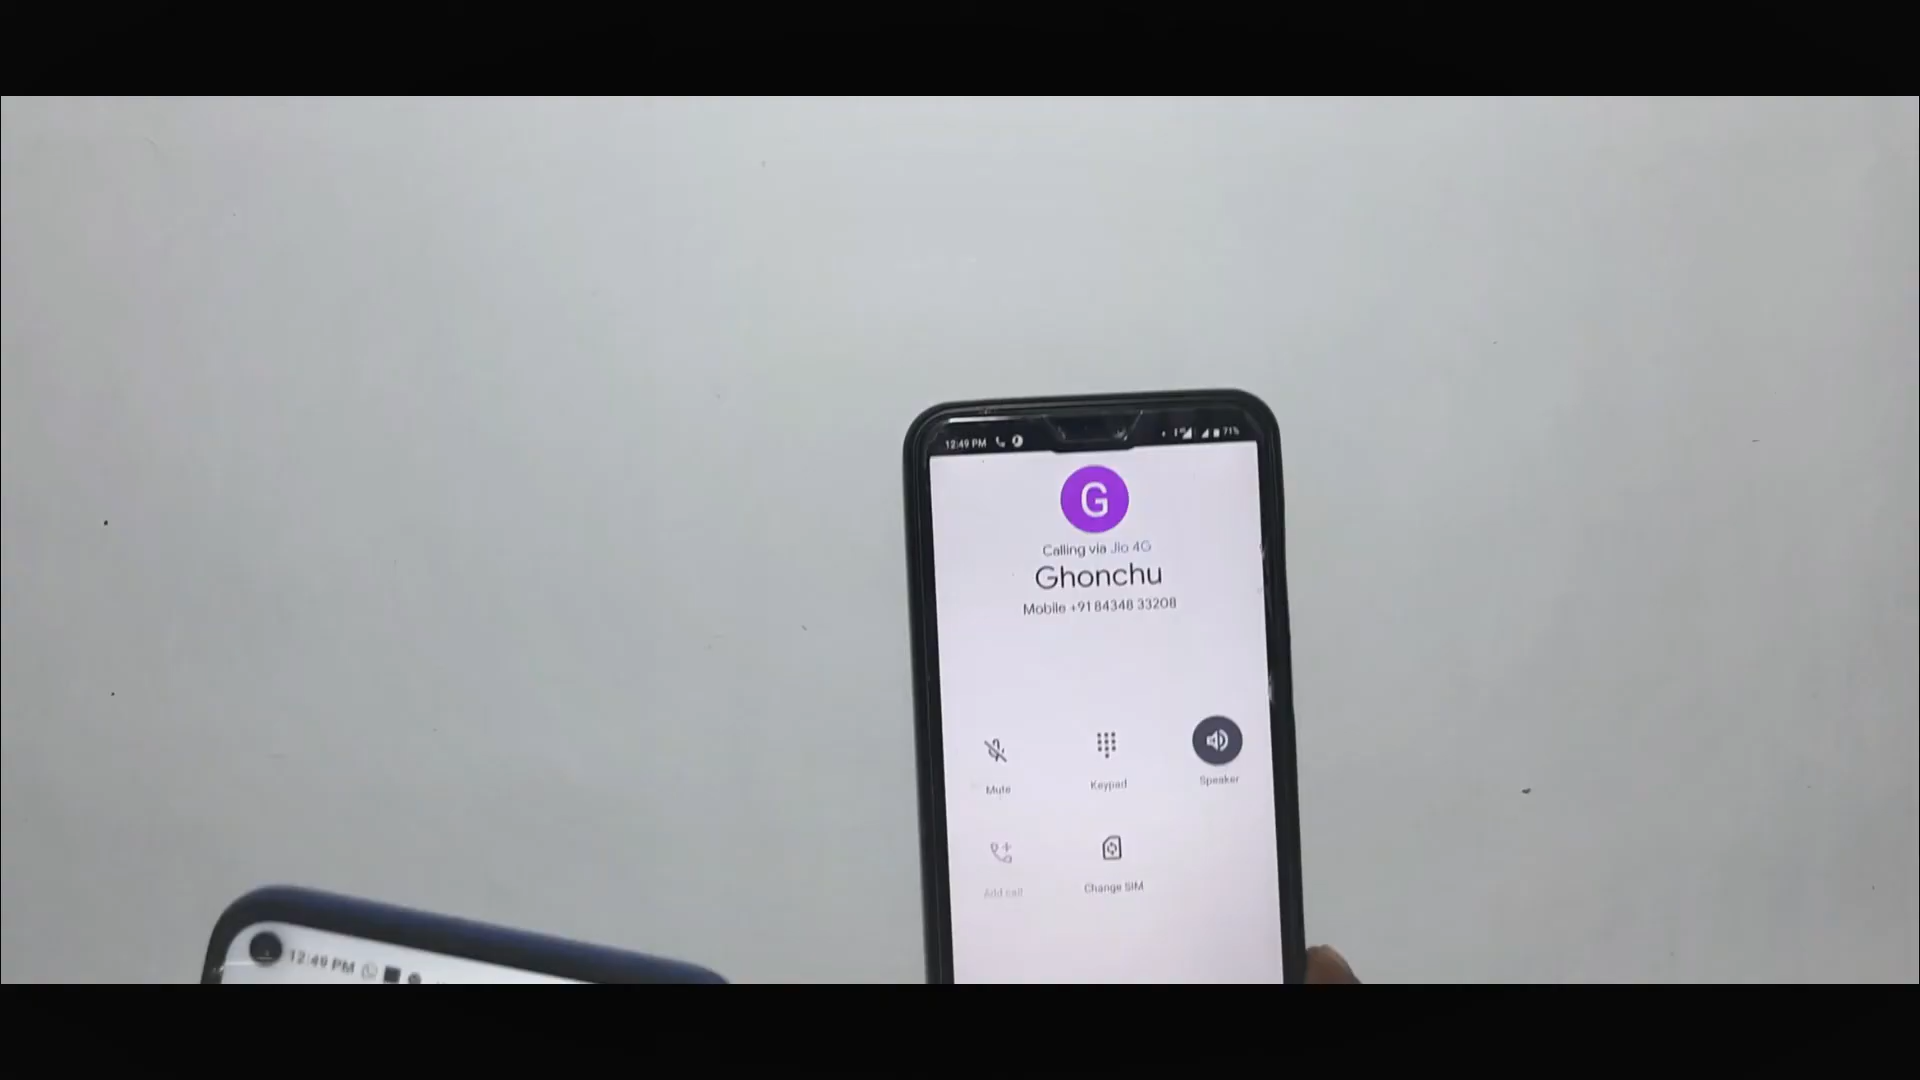 12:49 PM
71%
G
Calling via Jio 4G
Ghonchu
Mobile +91 84348 33208
Mute
Keypad
Speaker
Add call
Change SIM
12:49 PM